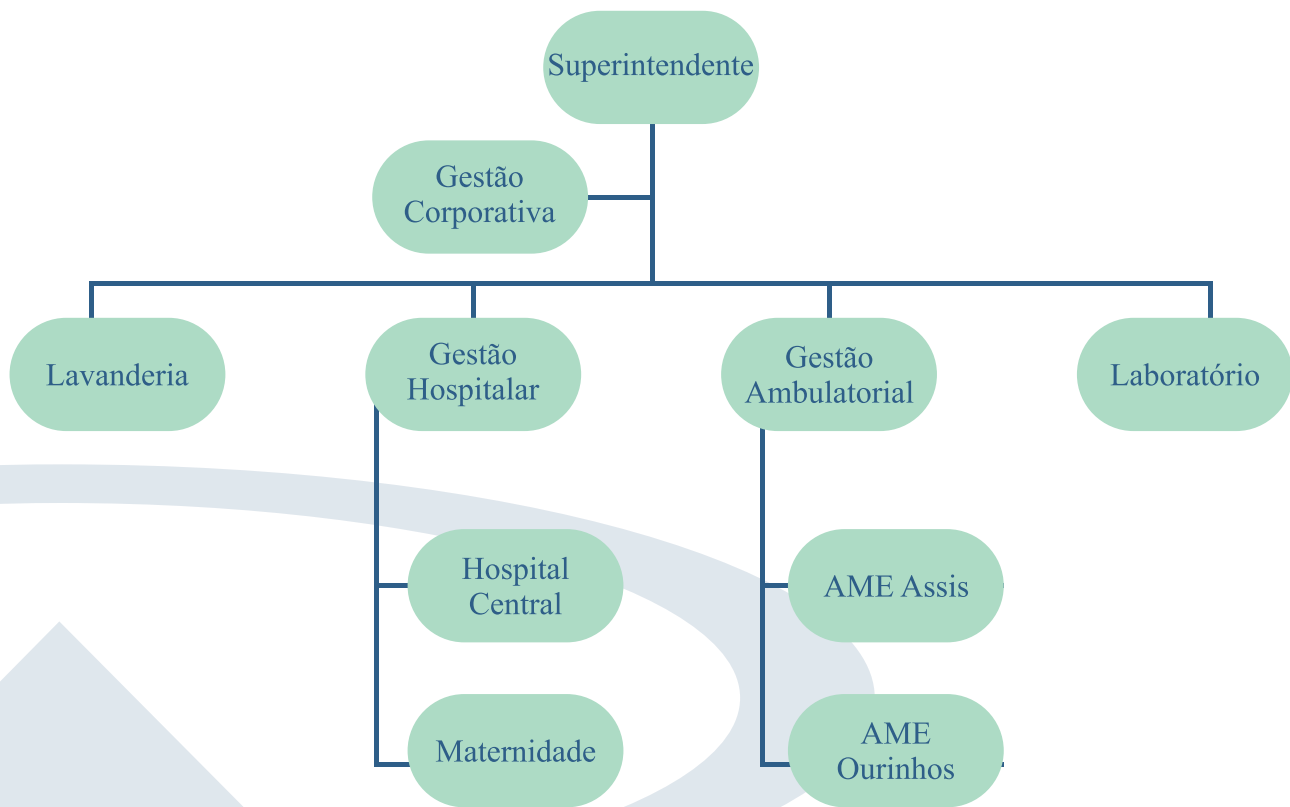 Superintendente
Gestão
Corporativa
Lavanderia
Gestão
Hospitalar
Gestão
Ambulatorial
Laboratório
Hospital
Central
AME Assis
Maternidade
AME
Ourinhos